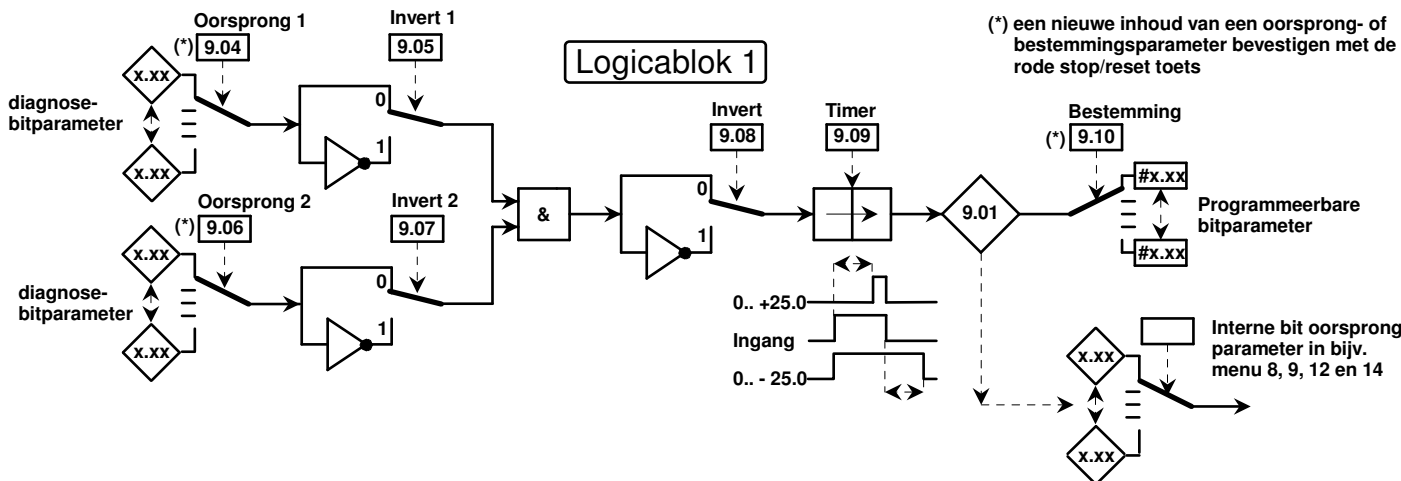 Oorsprong 1
Invert 1
(*) een nieuwe inhoud van een oorsprong- of
bestemmingsparameter bevestigen met de
rode stop/reset toets
(*) 9.04
9.05
Logicablok 1
x.xx
diagnose-
bitparameter
x.xx
0
1
Invert
Timer
Bestemming
9.08
9.09
(*) 9.10
Oorsprong 2
Invert 2
(*) 9.06
9.07
&
0
1
9.01
#x.xx
Programmeerbare
bitparameter
#x.xx
x.xx
diagnose-
bitparameter
x.xx
0
1
0.. +25.0
Ingang
0.. - 25.0
Interne bit oorsprong
parameter in bijv.
menu 8, 9, 12 en 14
x.xx
x.xx